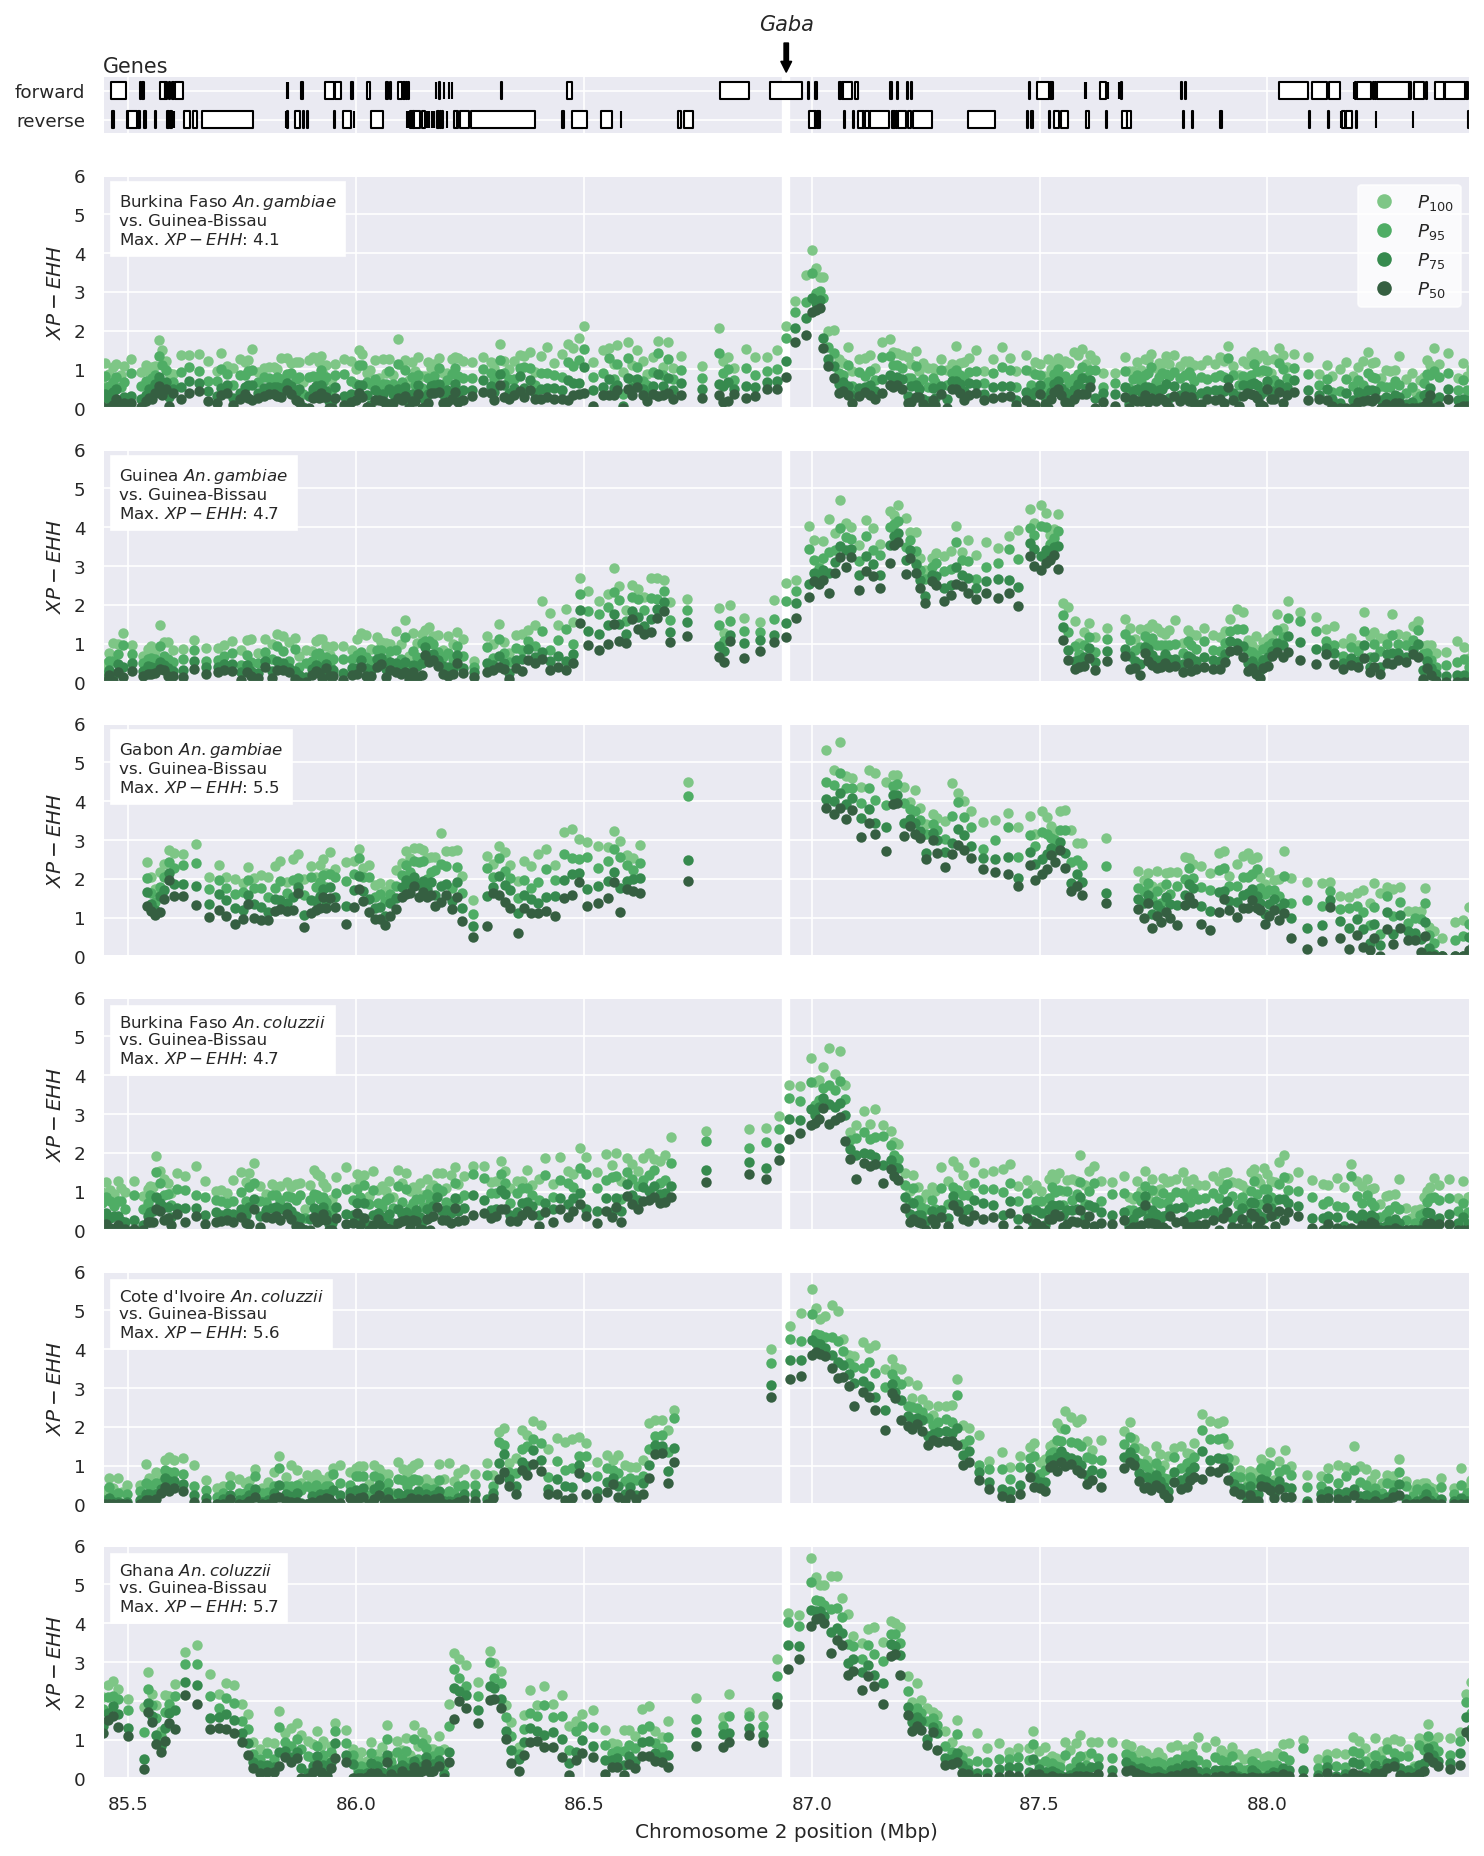 Gaba
Genes
forward
reverse
6
5
4
3
2
1
0
XP − EHH
Burkina Faso An. gambiae
vs. Guinea-Bissau
Max. XP − EHH: 4.1
P100
P95
P75
P50
6
5
4
3
2
1
0
XP − EHH
Guinea An. gambiae
vs. Guinea-Bissau
Max. XP − EHH: 4.7
6
5
4
3
2
1
0
XP − EHH
Gabon An. gambiae
vs. Guinea-Bissau
Max. XP − EHH: 5.5
6
5
4
3
2
1
0
XP − EHH
Burkina Faso An. coluzzii
vs. Guinea-Bissau
Max. XP − EHH: 4.7
6
5
4
3
2
1
0
XP − EHH
Cote d'Ivoire An. coluzzii
vs. Guinea-Bissau
Max. XP − EHH: 5.6
6
5
4
3
2
1
0
XP − EHH
Ghana An. coluzzii
vs. Guinea-Bissau
Max. XP − EHH: 5.7
85.5 86.0 86.5 87.0 87.5 88.0
Chromosome 2 position (Mbp)